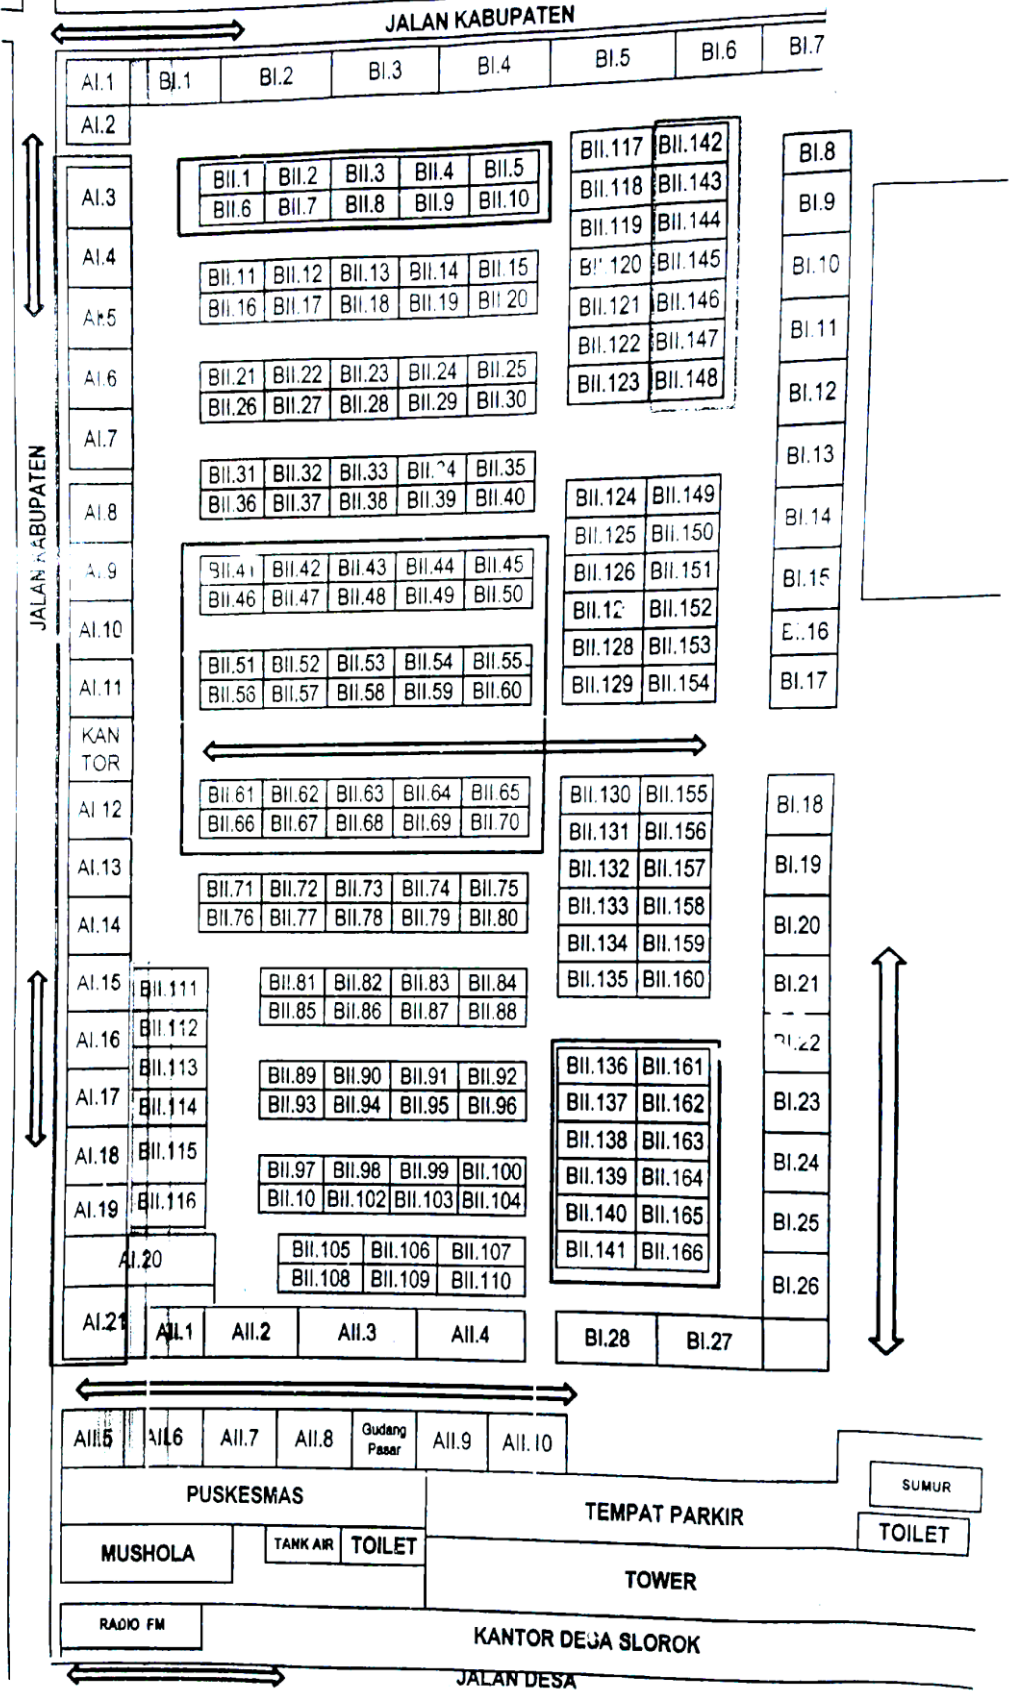 JALAN KABUPATEN
AI.1 BI.1 BI.2 BI.3 BI.4 BI.5 BI.6 BI.7
AI.2
AI.3
AI.4
AI.5
AI.6
AI.7
JALAN KABUPATEN
AI.8
AI.9
AI.10
AI.11
KAN
TOR
AI 12
AI.13
AI.14
AI.15
AI.16
AI.17
AI.18
AI.19
AI.20
AI.21
BII.1 BII.2 BII.3 BII.4 BII.5
BII.6 BII.7 BII.8 BII.9 BII.10
BII.11 BII.12 BII.13 BII.14 BII.15
BII.16 BII.17 BII.18 BII.19 BII.20
BII.21 BII.22 BII.23 BII.24 BII.25
BII.26 BII.27 BII.28 BII.29 BII.30
BII.31 BII.32 BII.33 BII.34 BII.35
BII.36 BII.37 BII.38 BII.39 BII.40
BII.41 BII.42 BII.43 BII.44 BII.45
BII.46 BII.47 BII.48 BII.49 BII.50
BII.51 BII.52 BII.53 BII.54 BII.55
BII.56 BII.57 BII.58 BII.59 BII.60
BII.61 BII.62 BII.63 BII.64 BII.65
BII.66 BII.67 BII.68 BII.69 BII.70
BII.71 BII.72 BII.73 BII.74 BII.75
BII.76 BII.77 BII.78 BII.79 BII.80
BII.81 BII.82 BII.83 BII.84
BII.85 BII.86 BII.87 BII.88
BII.89 BII.90 BII.91 BII.92
BII.93 BII.94 BII.95 BII.96
BII.97 BII.98 BII.99 BII.100
BII.10 BII.102 BII.103 BII.104
BII.105 BII.106 BII.107
BII.108 BII.109 BII.110
BII.111
BII.112
BII.113
BII.114
BII.115
BII.116
BII.117 BII.142
BII.118 BII.143
BII.119 BII.144
BII.120 BII.145
BII.121 BII.146
BII.122 BII.147
BII.123 BII.148
BII.124 BII.149
BII.125 BII.150
BII.126 BII.151
BII.12 BII.152
BII.128 BII.153
BII.129 BII.154
BII.130 BII.155
BII.131 BII.156
BII.132 BII.157
BII.133 BII.158
BII.134 BII.159
BII.135 BII.160
BII.136 BII.161
BII.137 BII.162
BII.138 BII.163
BII.139 BII.164
BII.140 BII.165
BII.141 BII.166
BI.8
BI.9
BI.10
BI.11
BI.12
BI.13
BI.14
BI.15
BI.16
BI.17
BI.18
BI.19
BI.20
BI.21
BI.22
BI.23
BI.24
BI.25
BI.26
AII.1 AII.2 AII.3 AII.4 BI.28 BI.27
AII.5 AII.6 AII.7 AII.8 Gudang
Pasar AII.9 AII.10
PUSKESMAS
TEMPAT PARKIR
SUMUR
TOILET
MUSHOLA TANK AIR TOILET
TOWER
RADIO FM
KANTOR DESA SLOROK
JALAN DESA